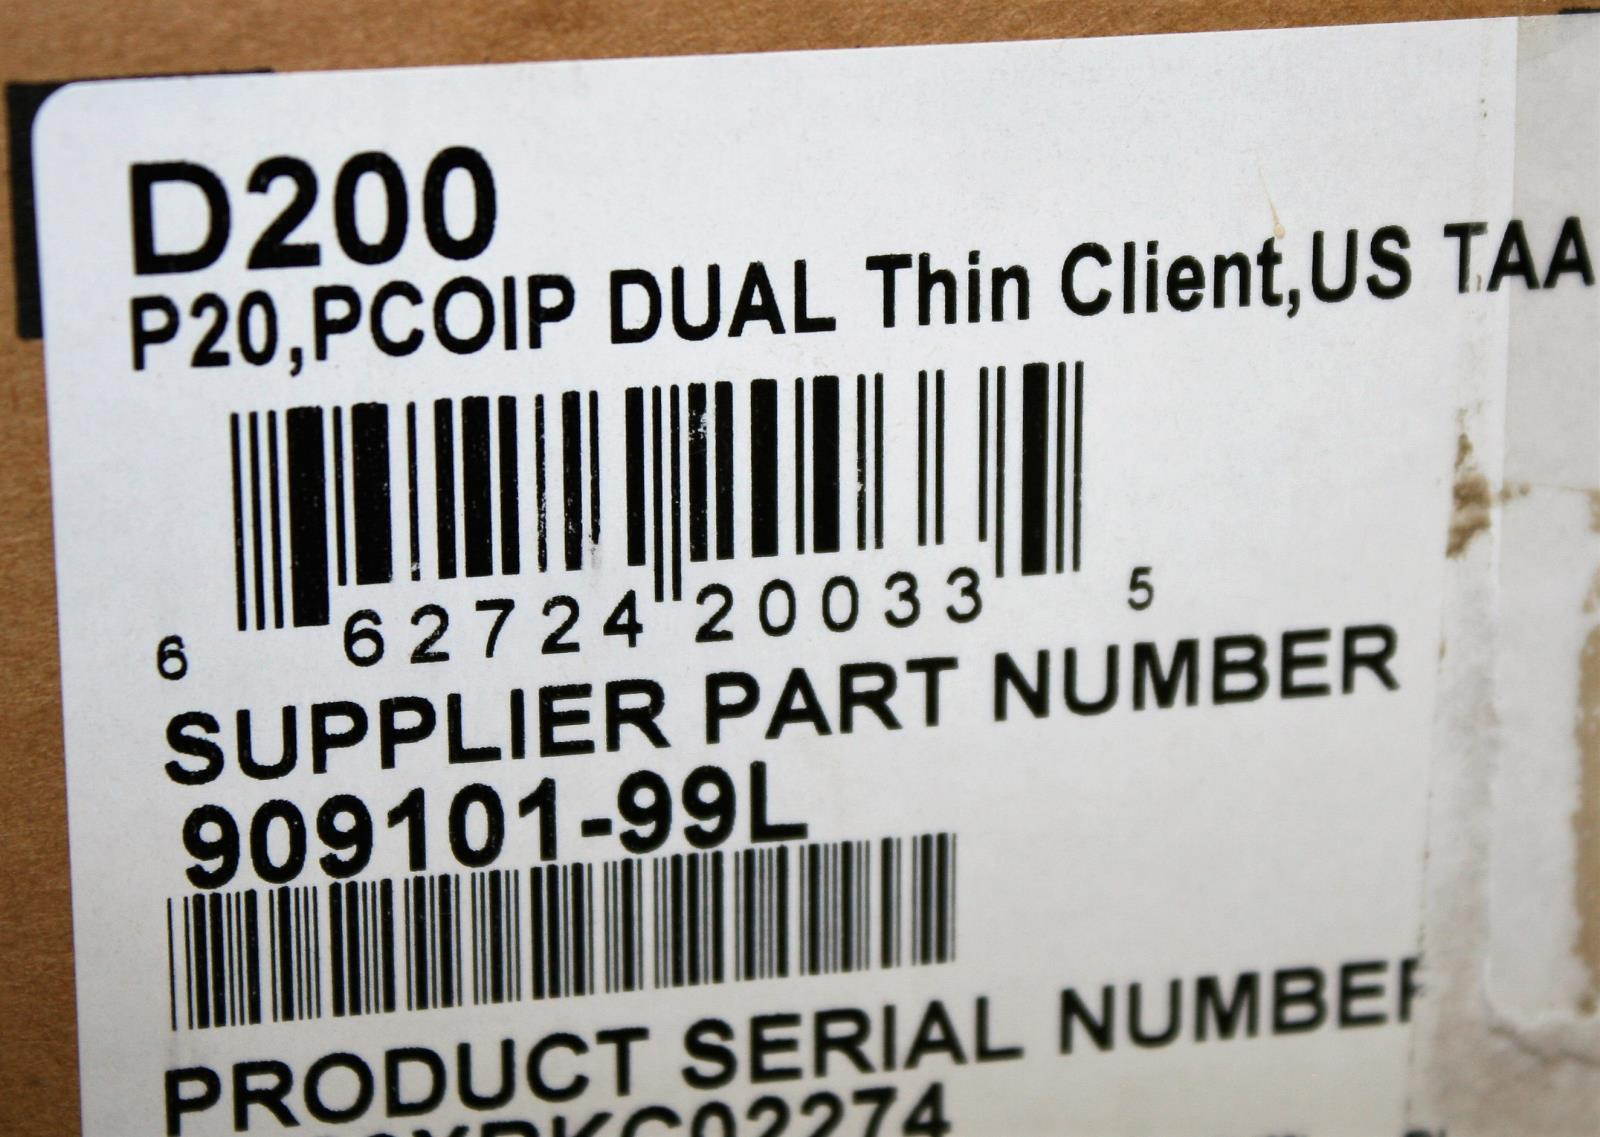 D200
P20,PCOIP DUAL Thin Client,US TAA
6 62724 20033 5
SUPPLIER PART NUMBER
909101-99L
PRODUCT SERIAL NUMBER